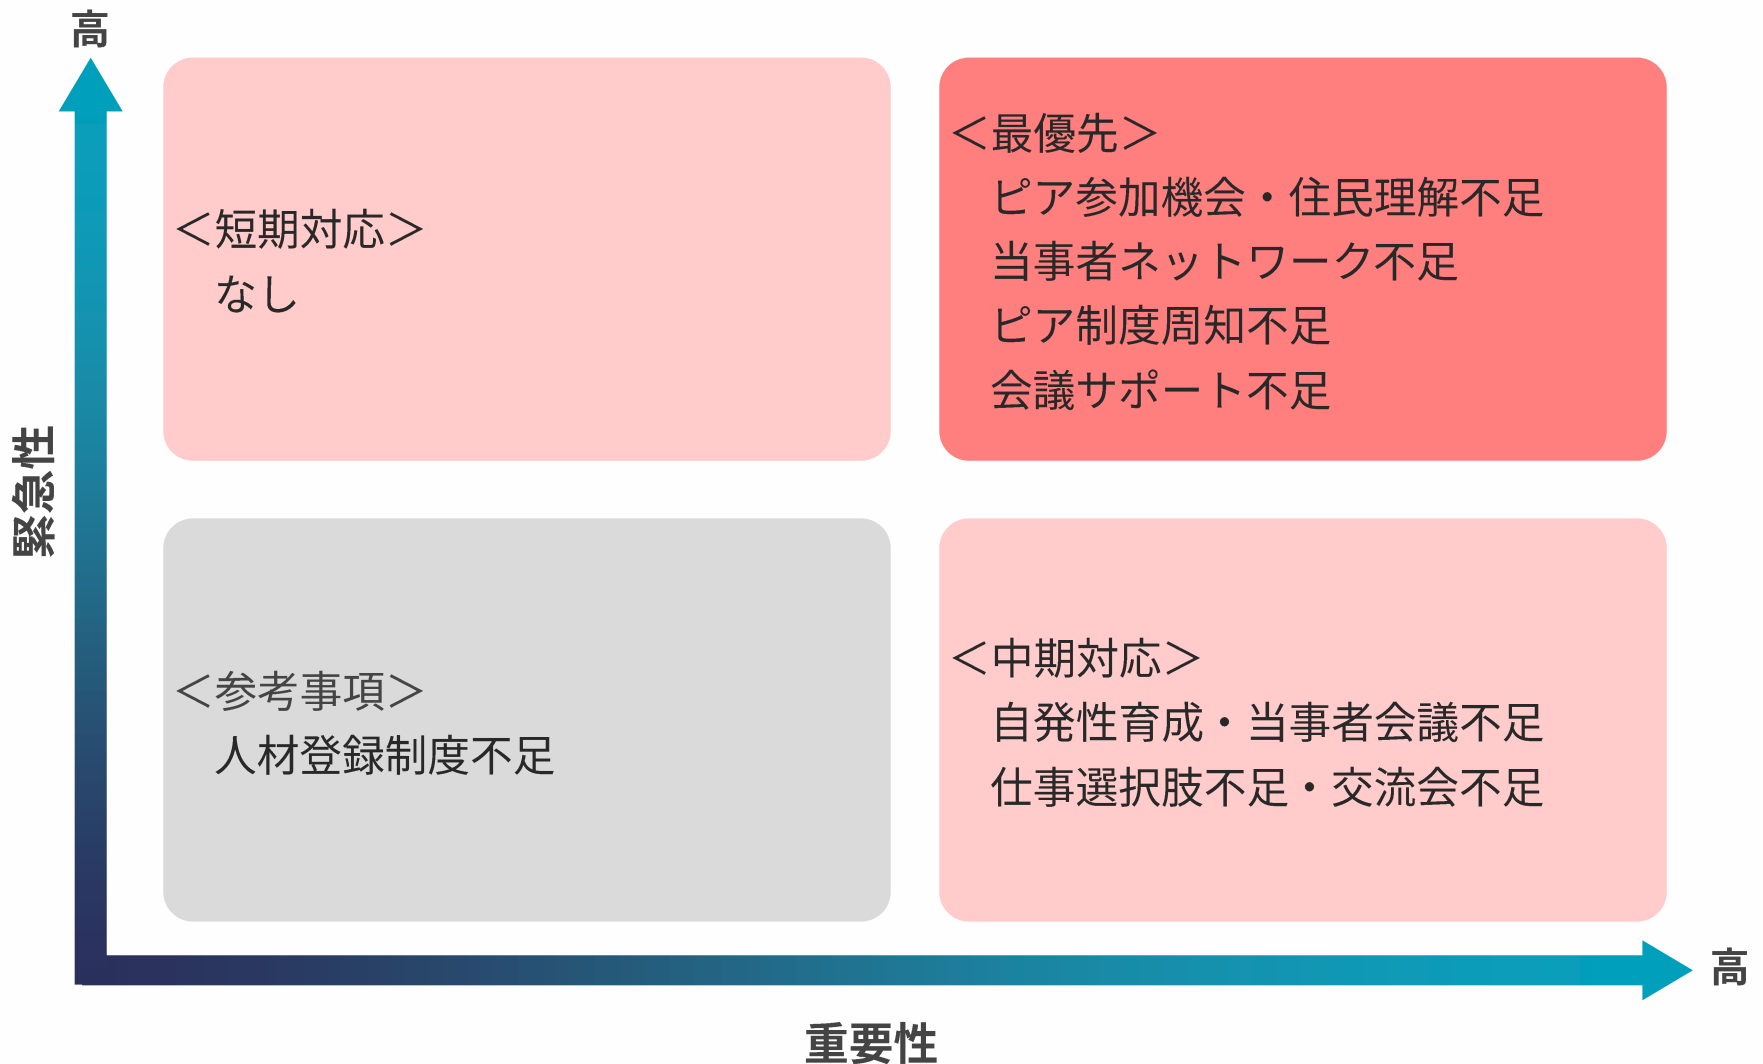 高
＜短期対応＞
なし
＜最優先＞
ピア参加機会・住民理解不足
当事者ネットワーク不足
ピア制度周知不足
会議サポート不足
緊急性
＜参考事項＞
人材登録制度不足
＜中期対応＞
自発性育成・当事者会議不足
仕事選択肢不足・交流会不足
高
重要性